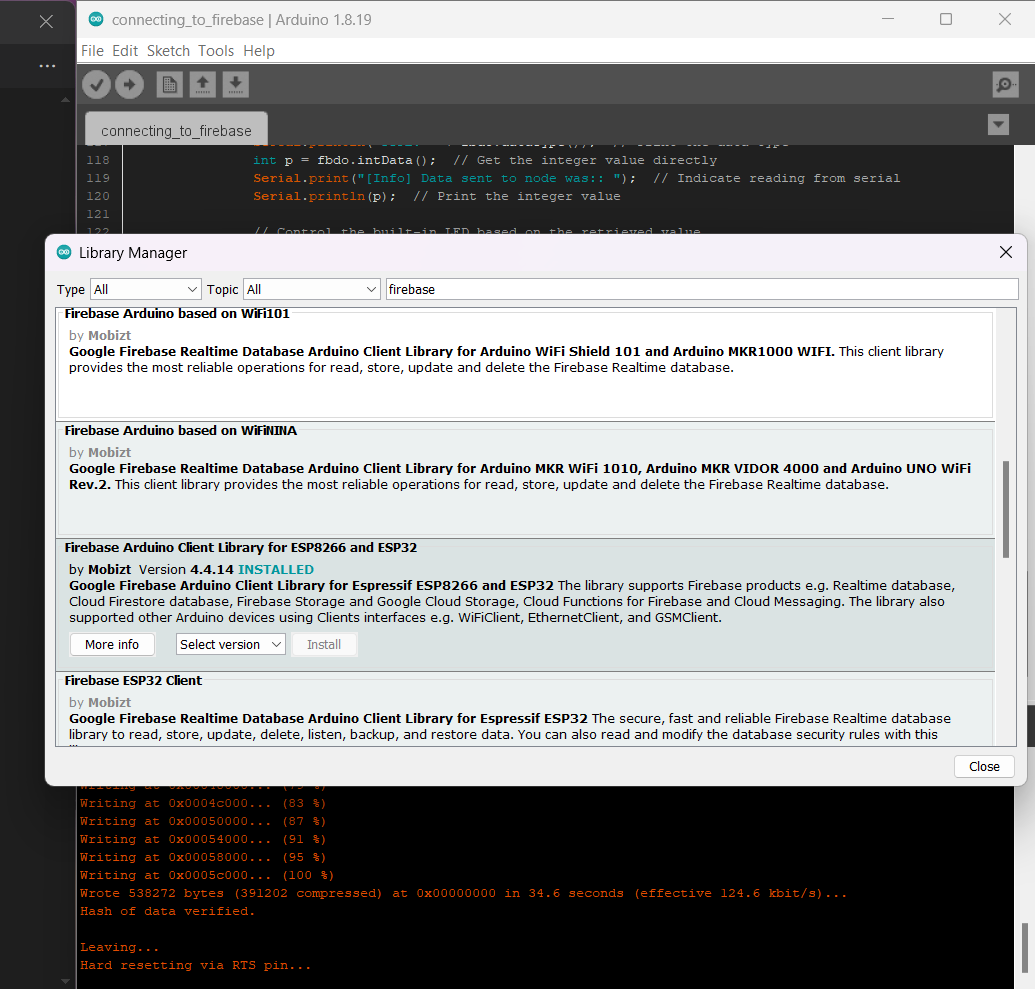 connecting_to_firebase | Arduino 1.8.19
File Edit Sketch Tools Help
connecting_to_firebase
118 int p = fbdo.intData(); // Get the integer value directly
119 Serial.print("[Info] Data sent to node was:: "); // Indicate reading from serial
120 Serial.println(p); // Print the integer value
121
122 // Control the built-in LED based on the retrieved value
Library Manager
Type All Topic All firebase
Firebase Arduino based on WiFi101
by Mobizt
Google Firebase Realtime Database Arduino Client Library for Arduino WiFi Shield 101 and Arduino MKR1000 WIFI. This client library
provides the most reliable operations for read, store, update and delete the Firebase Realtime database.
Firebase Arduino based on WiFiNINA
by Mobizt
Google Firebase Realtime Database Arduino Client Library for Arduino MKR WiFi 1010, Arduino MKR VIDOR 4000 and Arduino UNO WiFi
Rev.2. This client library provides the most reliable operations for read, store, update and delete the Firebase Realtime database.
Firebase Arduino Client Library for ESP8266 and ESP32
by Mobizt Version 4.4.14 INSTALLED
Google Firebase Arduino Client Library for Espressif ESP8266 and ESP32 The library supports Firebase products e.g. Realtime database,
Cloud Firestore database, Firebase Storage and Google Cloud Storage, Cloud Functions for Firebase and Cloud Messaging. The library also
supported other Arduino devices using Clients interfaces e.g. WiFiClient, EthernetClient, and GSMClient.
More info Select version Install
Firebase ESP32 Client
by Mobizt
Google Firebase Realtime Database Arduino Client Library for Espressif ESP32 The secure, fast and reliable Firebase Realtime database
library to read, store, update, delete, listen, backup, and restore data. You can also read and modify the database security rules with this
Close
Writing at 0x0004c000... (83 %)
Writing at 0x00050000... (87 %)
Writing at 0x00054000... (91 %)
Writing at 0x00058000... (95 %)
Writing at 0x0005c000... (100 %)
Wrote 538272 bytes (391202 compressed) at 0x00000000 in 34.6 seconds (effective 124.6 kbit/s)...
Hash of data verified.
Leaving...
Hard resetting via RTS pin...